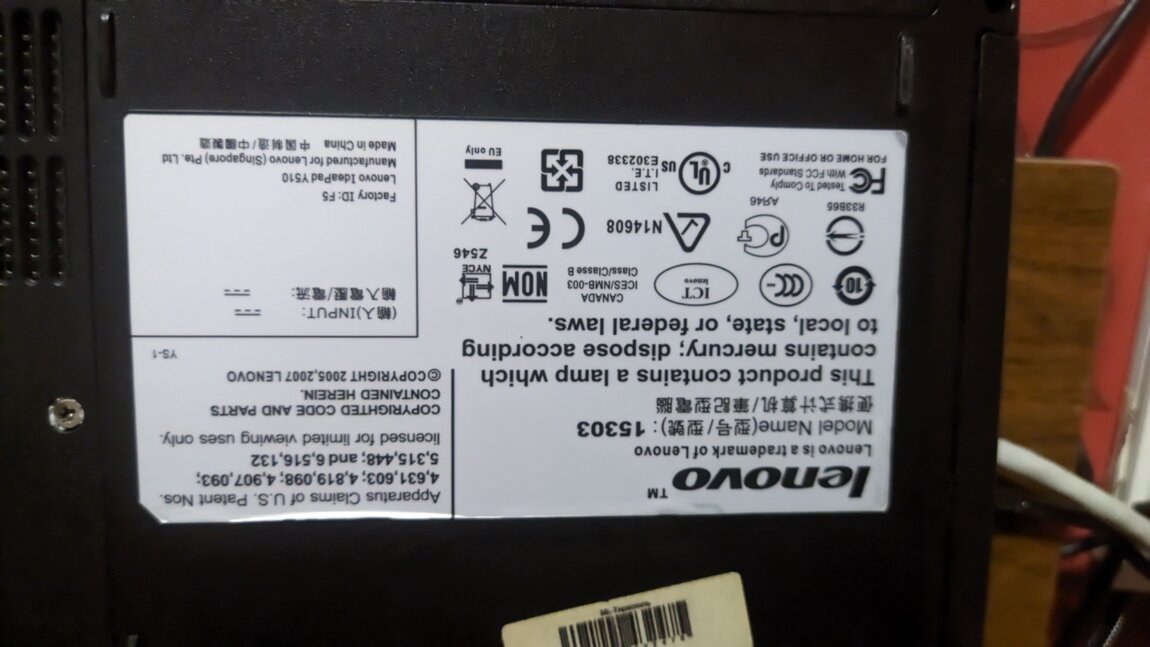 lenovo™
Lenovo is a trademark of Lenovo
Model Name(型号/型號): 15303
便携式计算机/筆記型電腦
This product contains a lamp which
contains mercury; dispose according
to local, state, or federal laws.
10
CCC
ICT
lenovo
CANADA
ICES/NMB-003
Class/Classe B
NOM
NYCE
R33B65
PC
АЯ46
N14608
CE
Z546
FC
Tested To Comply
With FCC Standards
FOR HOME OR OFFICE USE
C UL US
LISTED
I.T.E.
E302338
EU only
Apparatus Claims of U.S. Patent Nos.
4,631,603; 4,819,098, 4,907,093;
5,315,448; and 6,516,132
licensed for limited viewing uses only.
COPYRIGHTED CODE AND PARTS
CONTAINED HEREIN.
© COPYRIGHT 2005,2007 LENOVO
YS-1
(輸入)INPUT:
輸入電壓/電流:
Factory ID: F5
Lenovo IdeaPad Y510
Manufactured for Lenovo (Singapore) Pte. Ltd
Made in China 中国制造/中國製造